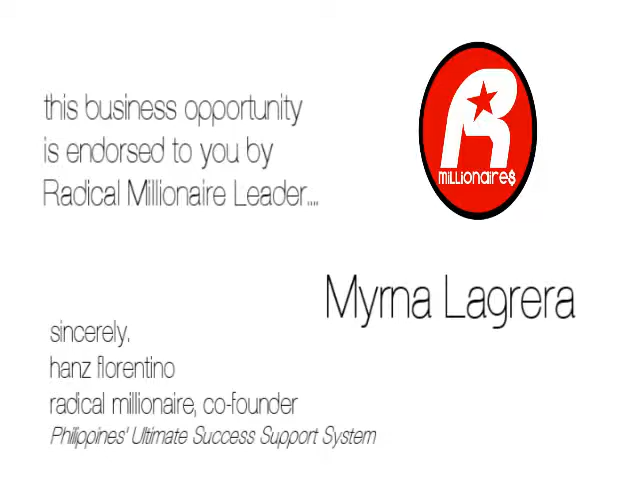 this business opportunity
is endorsed to you by
Radical Millionaire Leader....
R
millionaire$
Myrna Lagrera
sincerely,
hanz florentino
radical millionaire, co-founder
Philippines' Ultimate Success Support System